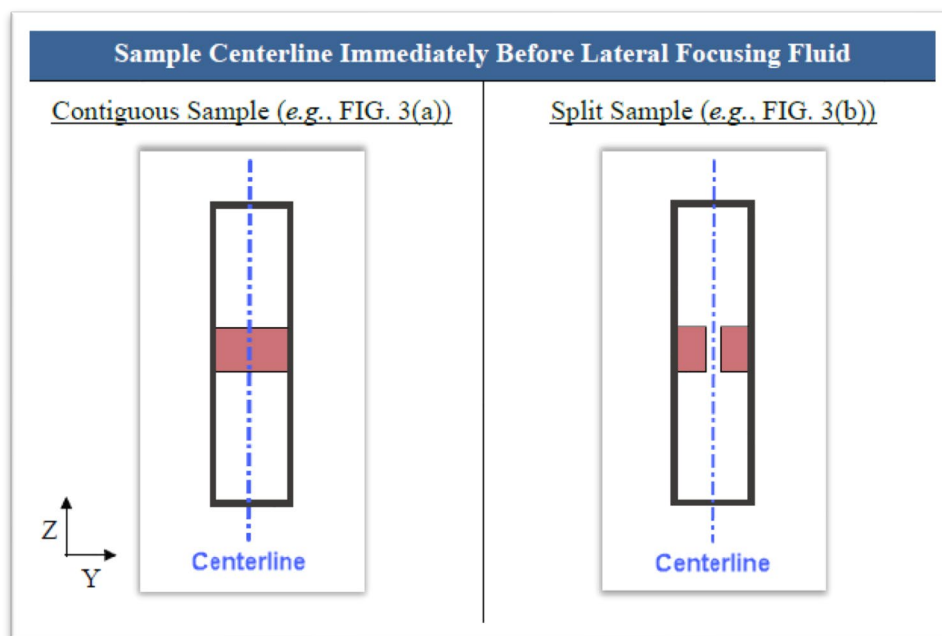 Sample Centerline Immediately Before Lateral Focusing Fluid
Contiguous Sample (e.g., FIG. 3(a))
Split Sample (e.g., FIG. 3(b))
Z
Y
Centerline
Centerline